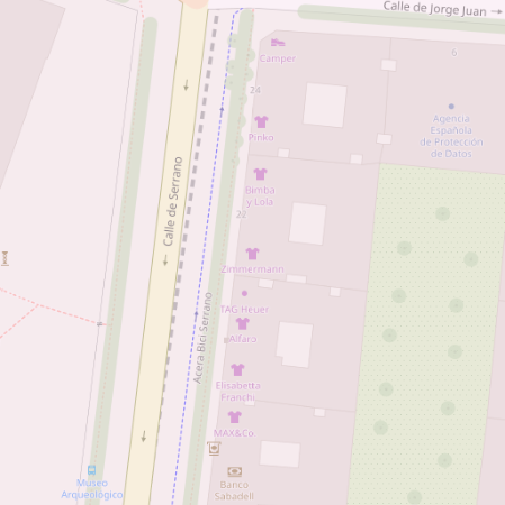 Calle de Jorge Juan →
Camper
6
24
Agencia
Española
de Protección
de Datos
Pinko
Bimba
y Lola
Calle de Serrano
22
Zimmermann
TAG Heuer
Acera Bici Serrano
Alfaro
Elisabetta
Franchi
MAX&Co.
Museo
Arqueológico
Banco
Sabadell